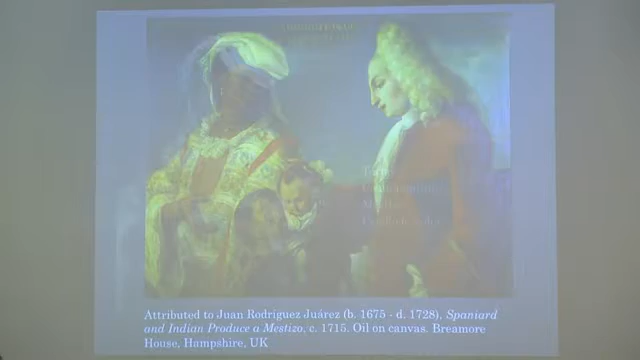 Attributed to Juan Rodriguez Juárez (b. 1675 - d. 1728), Spaniard
and Indian Produce a Mestizo, c. 1715. Oil on canvas. Breamore
House, Hampshire, UK